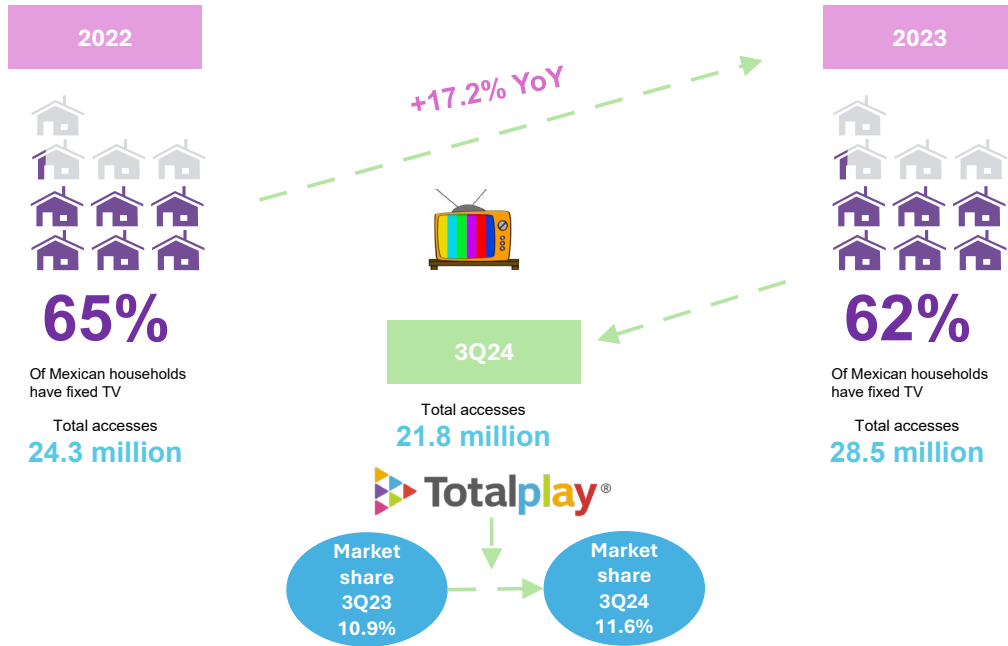 2022
2023
+17.2% YoY
65%
Of Mexican households
have fixed TV
Total accesses
24.3 million
3Q24
Total accesses
21.8 million
62%
Of Mexican households
have fixed TV
Total accesses
28.5 million
Totalplay®
Market
share
3Q23
10.9%
Market
share
3Q24
11.6%